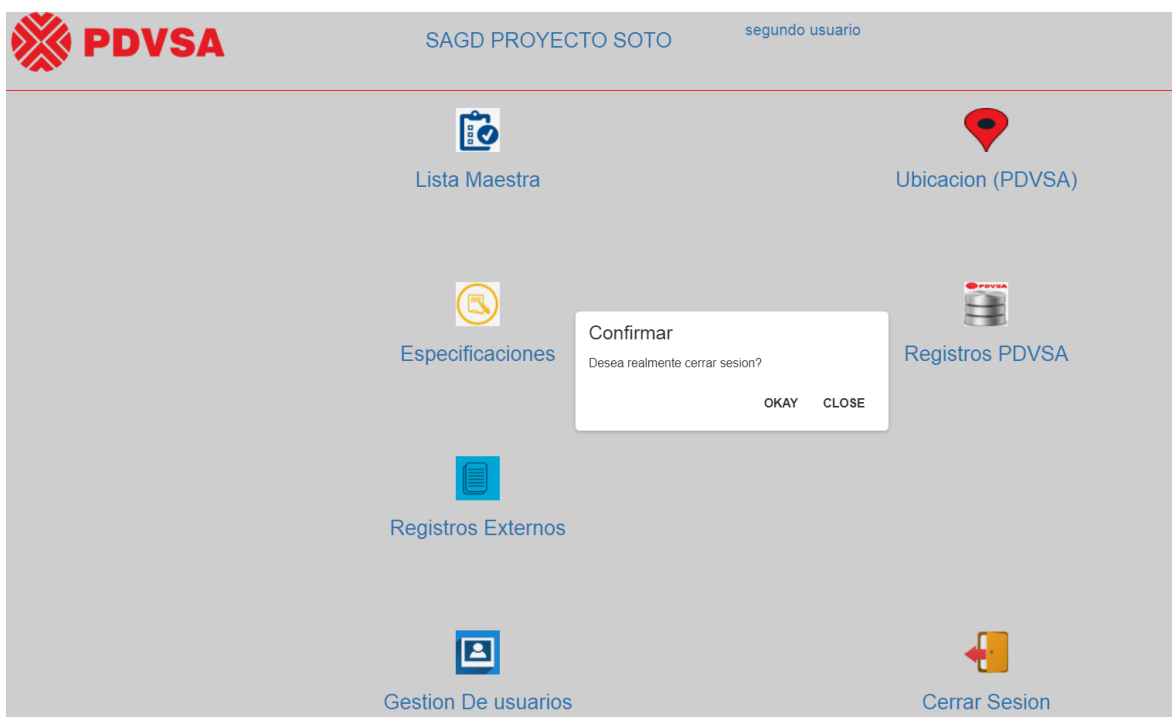 PDVSA
SAGD PROYECTO SOTO
segundo usuario
Lista Maestra
Ubicacion (PDVSA)
PDVSA
Especificaciones
Registros PDVSA
Confirmar
Desea realmente cerrar sesion?
OKAY CLOSE
Registros Externos
Gestion De usuarios
Cerrar Sesion